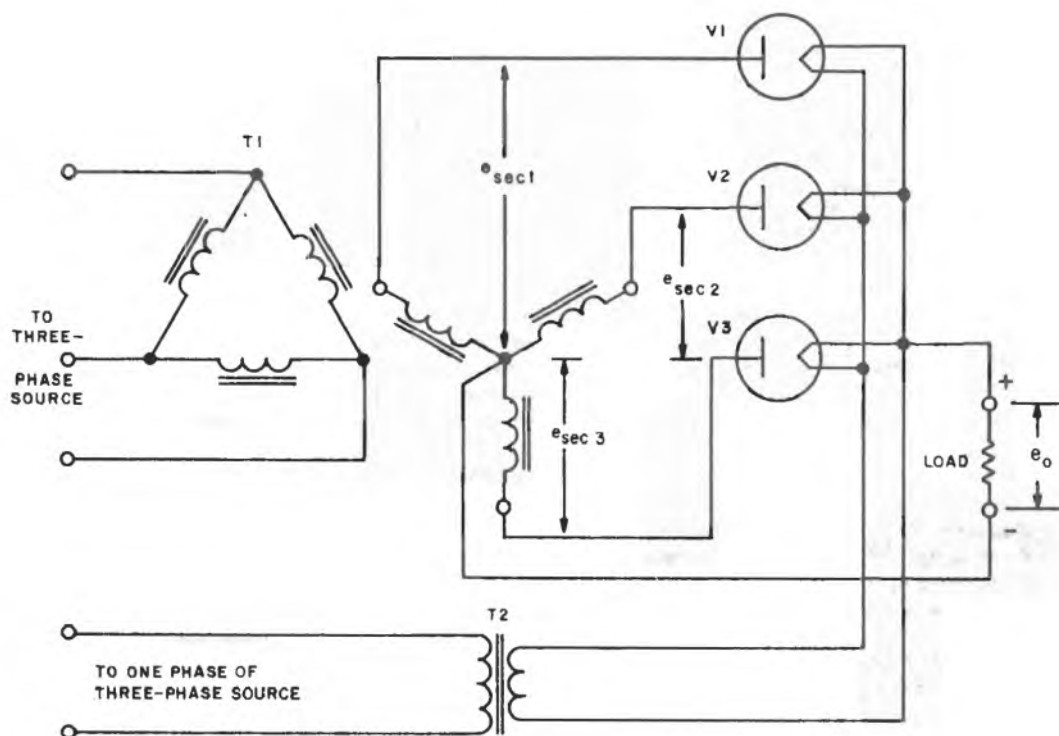 V1
T1
e sec1
V2
e sec 2
TO
THREE-
PHASE
SOURCE
V3
e sec 3
+
LOAD
e o
-
T2
TO ONE PHASE OF
THREE-PHASE SOURCE